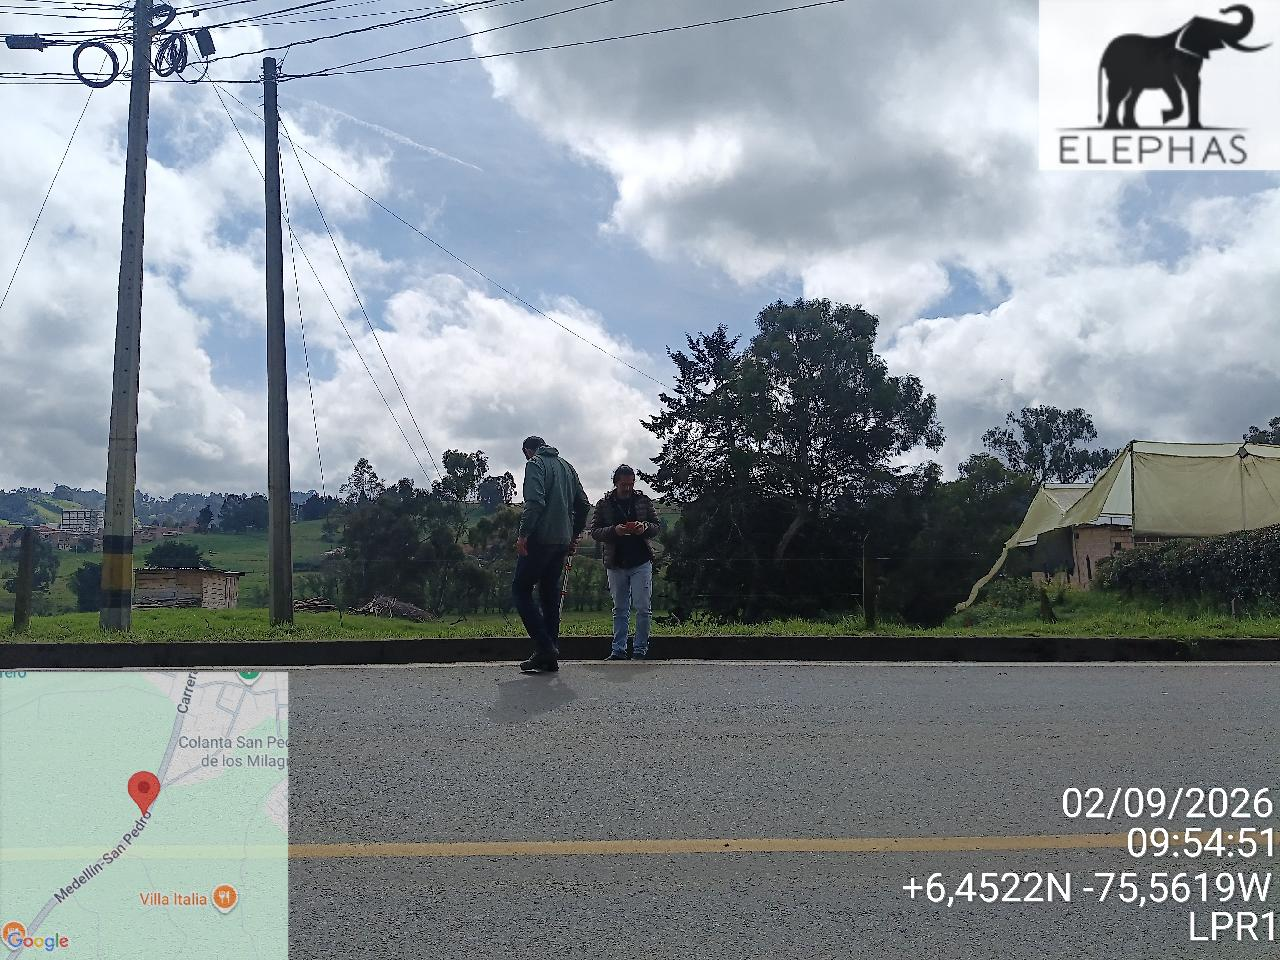 ELEPHAS
Carrera
Colanta San Pe
de los Milag
Medellín-San Pedro
Villa Italia
Google
02/09/2026
09:54:51
+6,4522N -75,5619W
LPR1